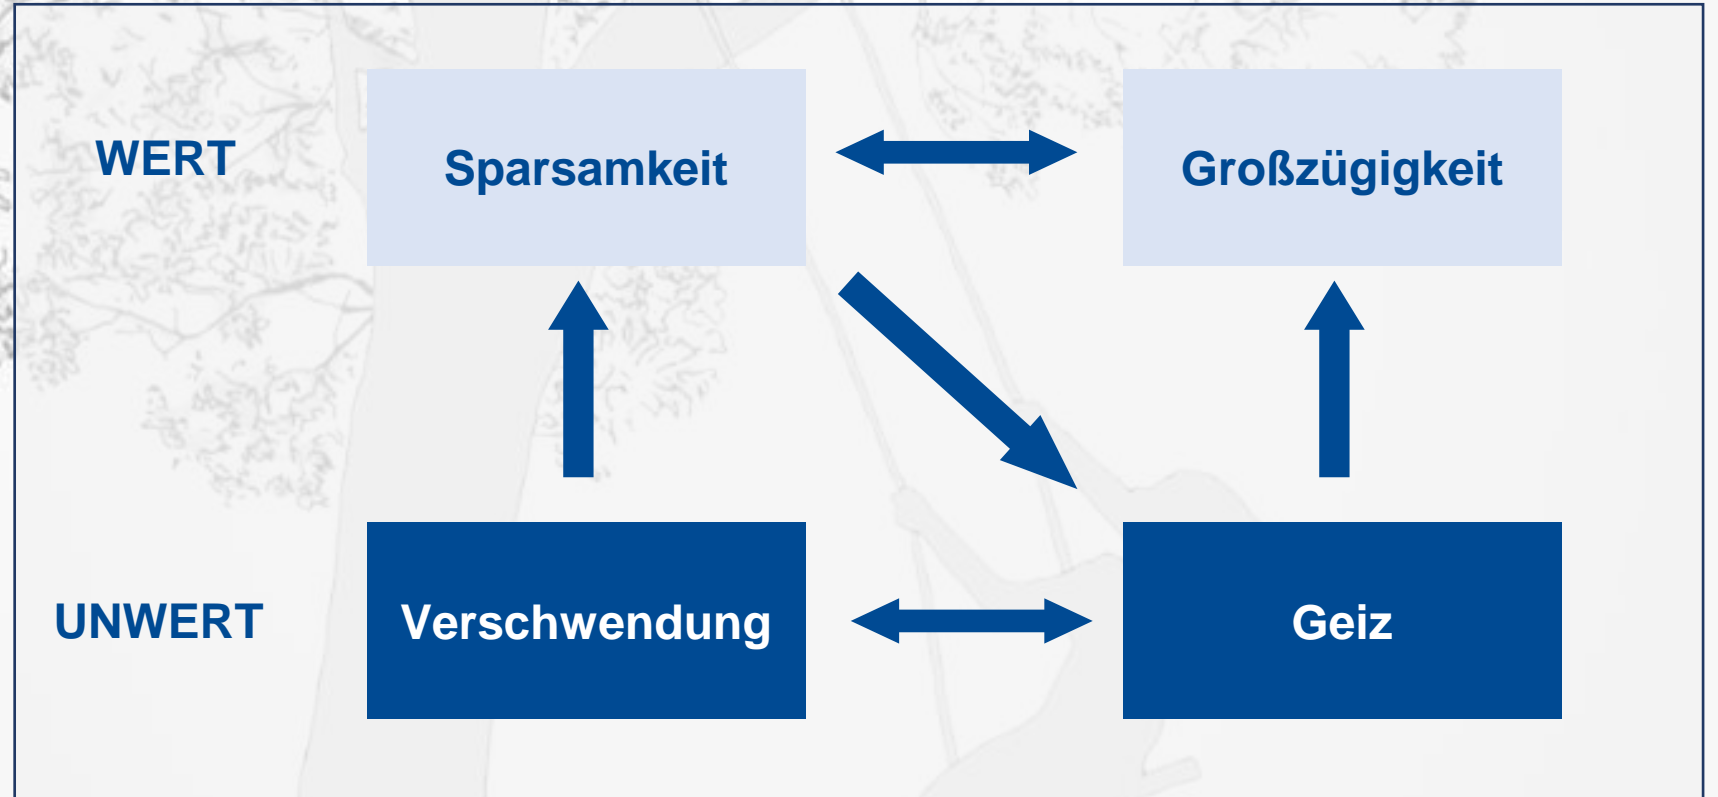 WERT
Sparsamkeit
Großzügigkeit
UNWERT
Verschwendung
Geiz